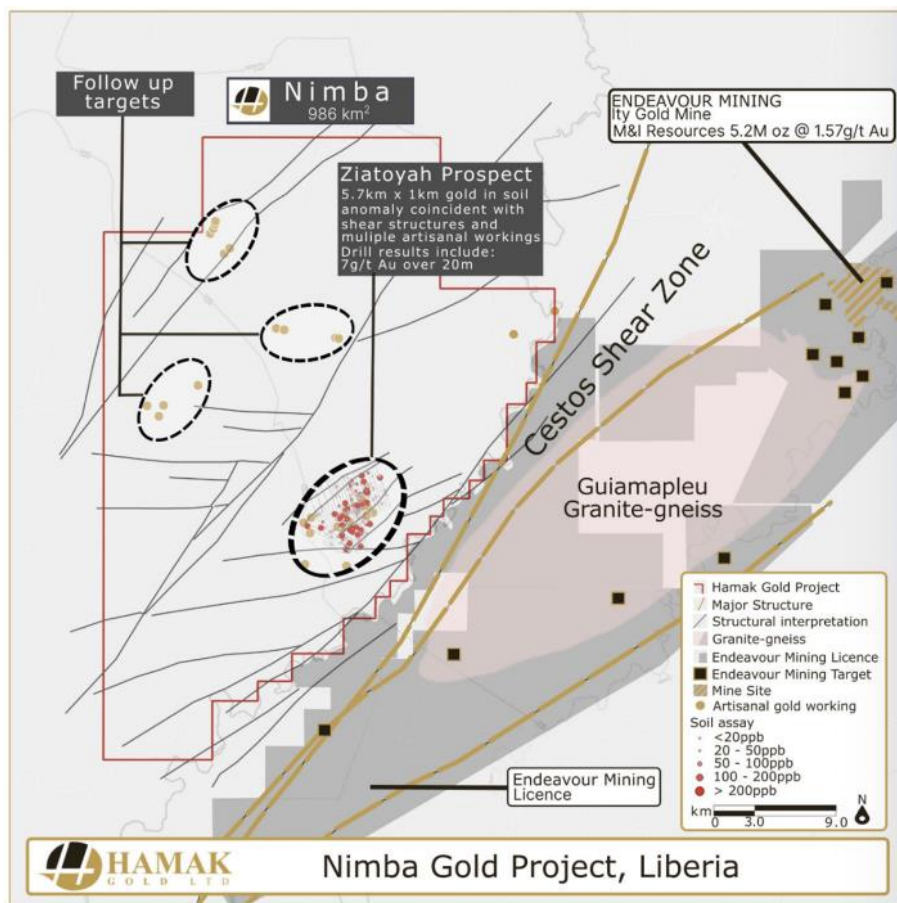 Follow up
targets
Nimba
986 km²
ENDEAVOUR MINING
Ity Gold Mine
M&I Resources 5.2M oz @ 1.57g/t Au
Ziatoyah Prospect
5.7km x 1km gold in soil
anomaly coincident with
shear structures and
muliple artisanal workings
Drill results include:
7g/t Au over 20m
Cestos Shear Zone
Guiamapleu
Granite-gneiss
Hamak Gold Project
Major Structure
Structural interpretation
Granite-gneiss
Endeavour Mining Licence
Endeavour Mining Target
Mine Site
Artisanal gold working
Soil assay
<20ppb
20 - 50ppb
50 - 100ppb
100 - 200ppb
> 200ppb
km
0 3.0 9.0
N
Endeavour Mining
Licence
HAMAK
GOLD LTD
Nimba Gold Project, Liberia